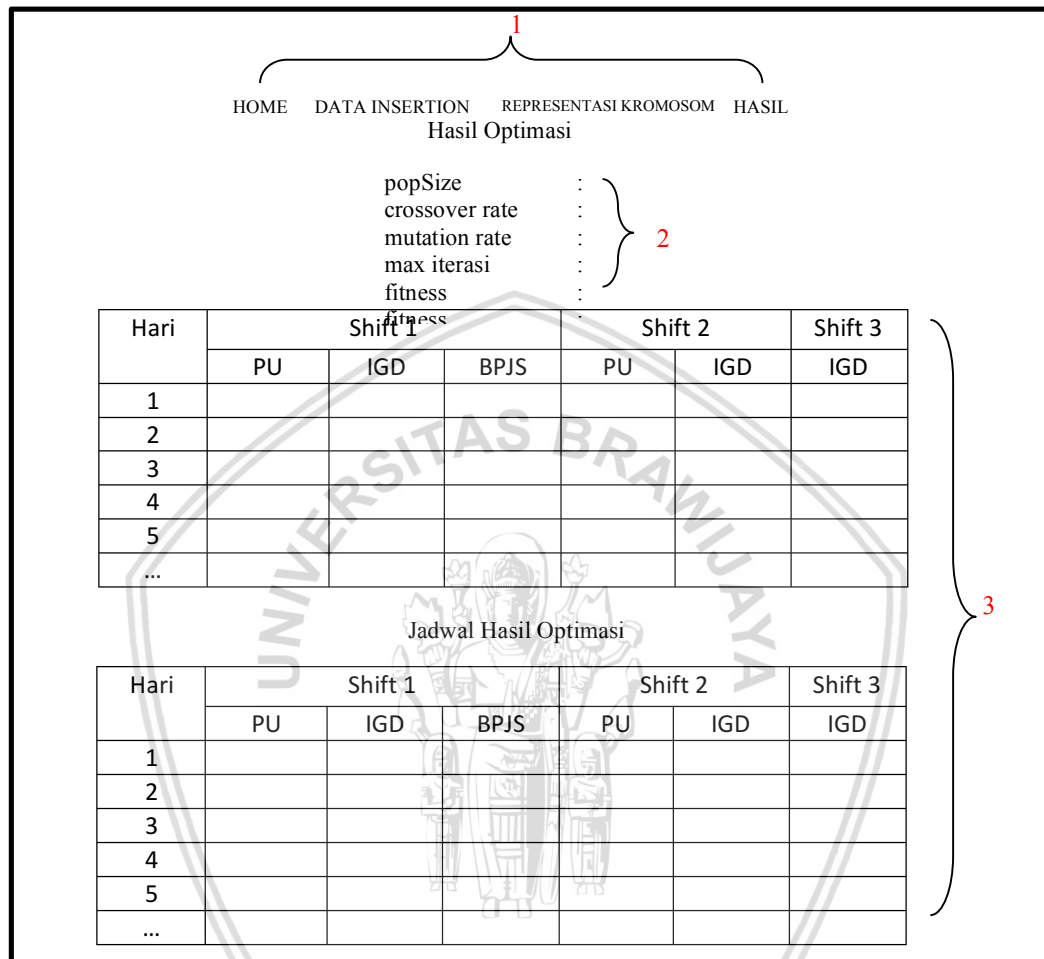 1
HOME DATA INSERTION REPRESENTASI KROMOSOM HASIL
Hasil Optimasi
popSize :
crossover rate :
mutation rate : 2
max iterasi :
fitness :
fitness :
Hari Shift 1 Shift 2 Shift 3
PU IGD BPJS PU IGD IGD
1
2
3
4
5
...
UNIVERSITAS BRAWIJAYA
3
Jadwal Hasil Optimasi
Hari Shift 1 Shift 2 Shift 3
PU IGD BPJS PU IGD IGD
1
2
3
4
5
...